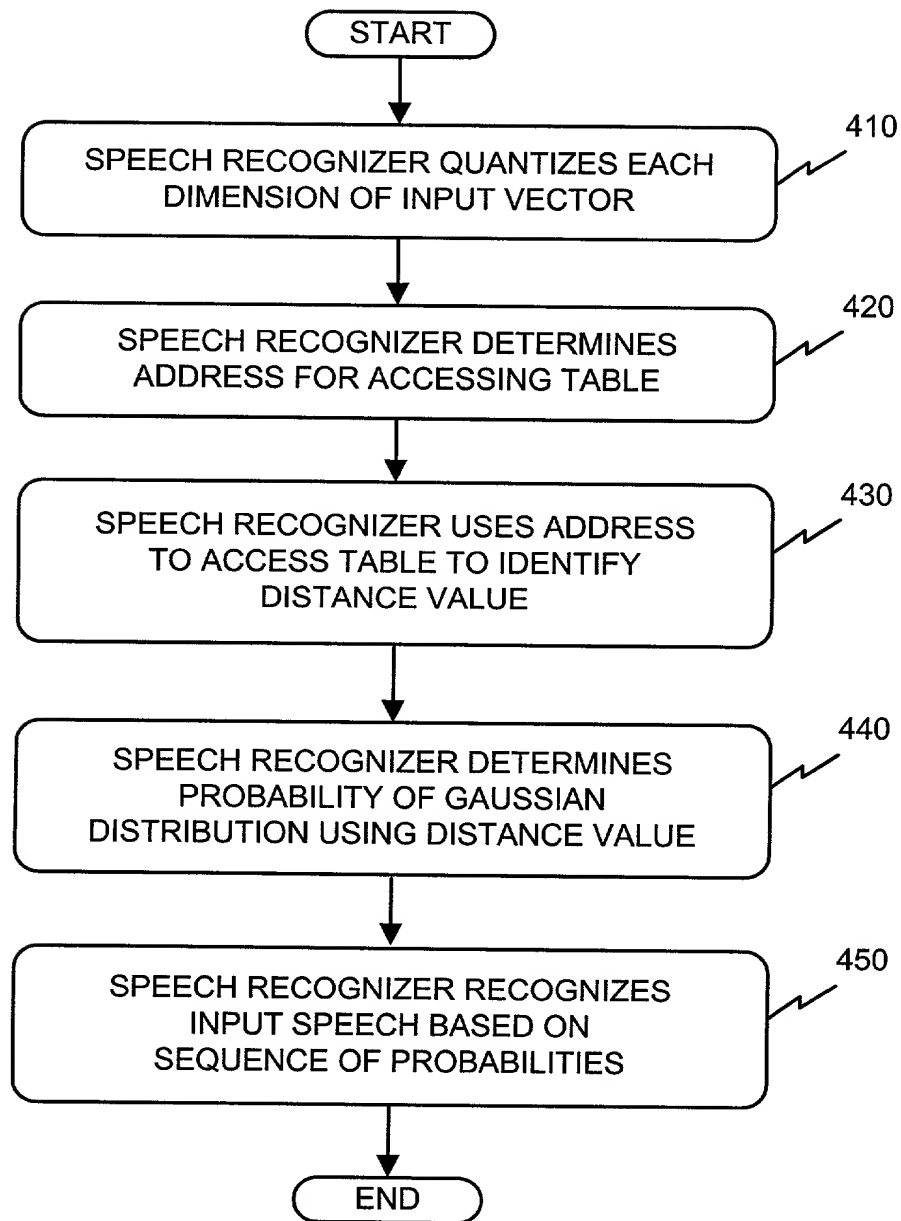 START
SPEECH RECOGNIZER QUANTIZES EACH
DIMENSION OF INPUT VECTOR
410
SPEECH RECOGNIZER DETERMINES
ADDRESS FOR ACCESSING TABLE
420
SPEECH RECOGNIZER USES ADDRESS
TO ACCESS TABLE TO IDENTIFY
DISTANCE VALUE
430
SPEECH RECOGNIZER DETERMINES
PROBABILITY OF GAUSSIAN
DISTRIBUTION USING DISTANCE VALUE
440
SPEECH RECOGNIZER RECOGNIZES
INPUT SPEECH BASED ON
SEQUENCE OF PROBABILITIES
450
END